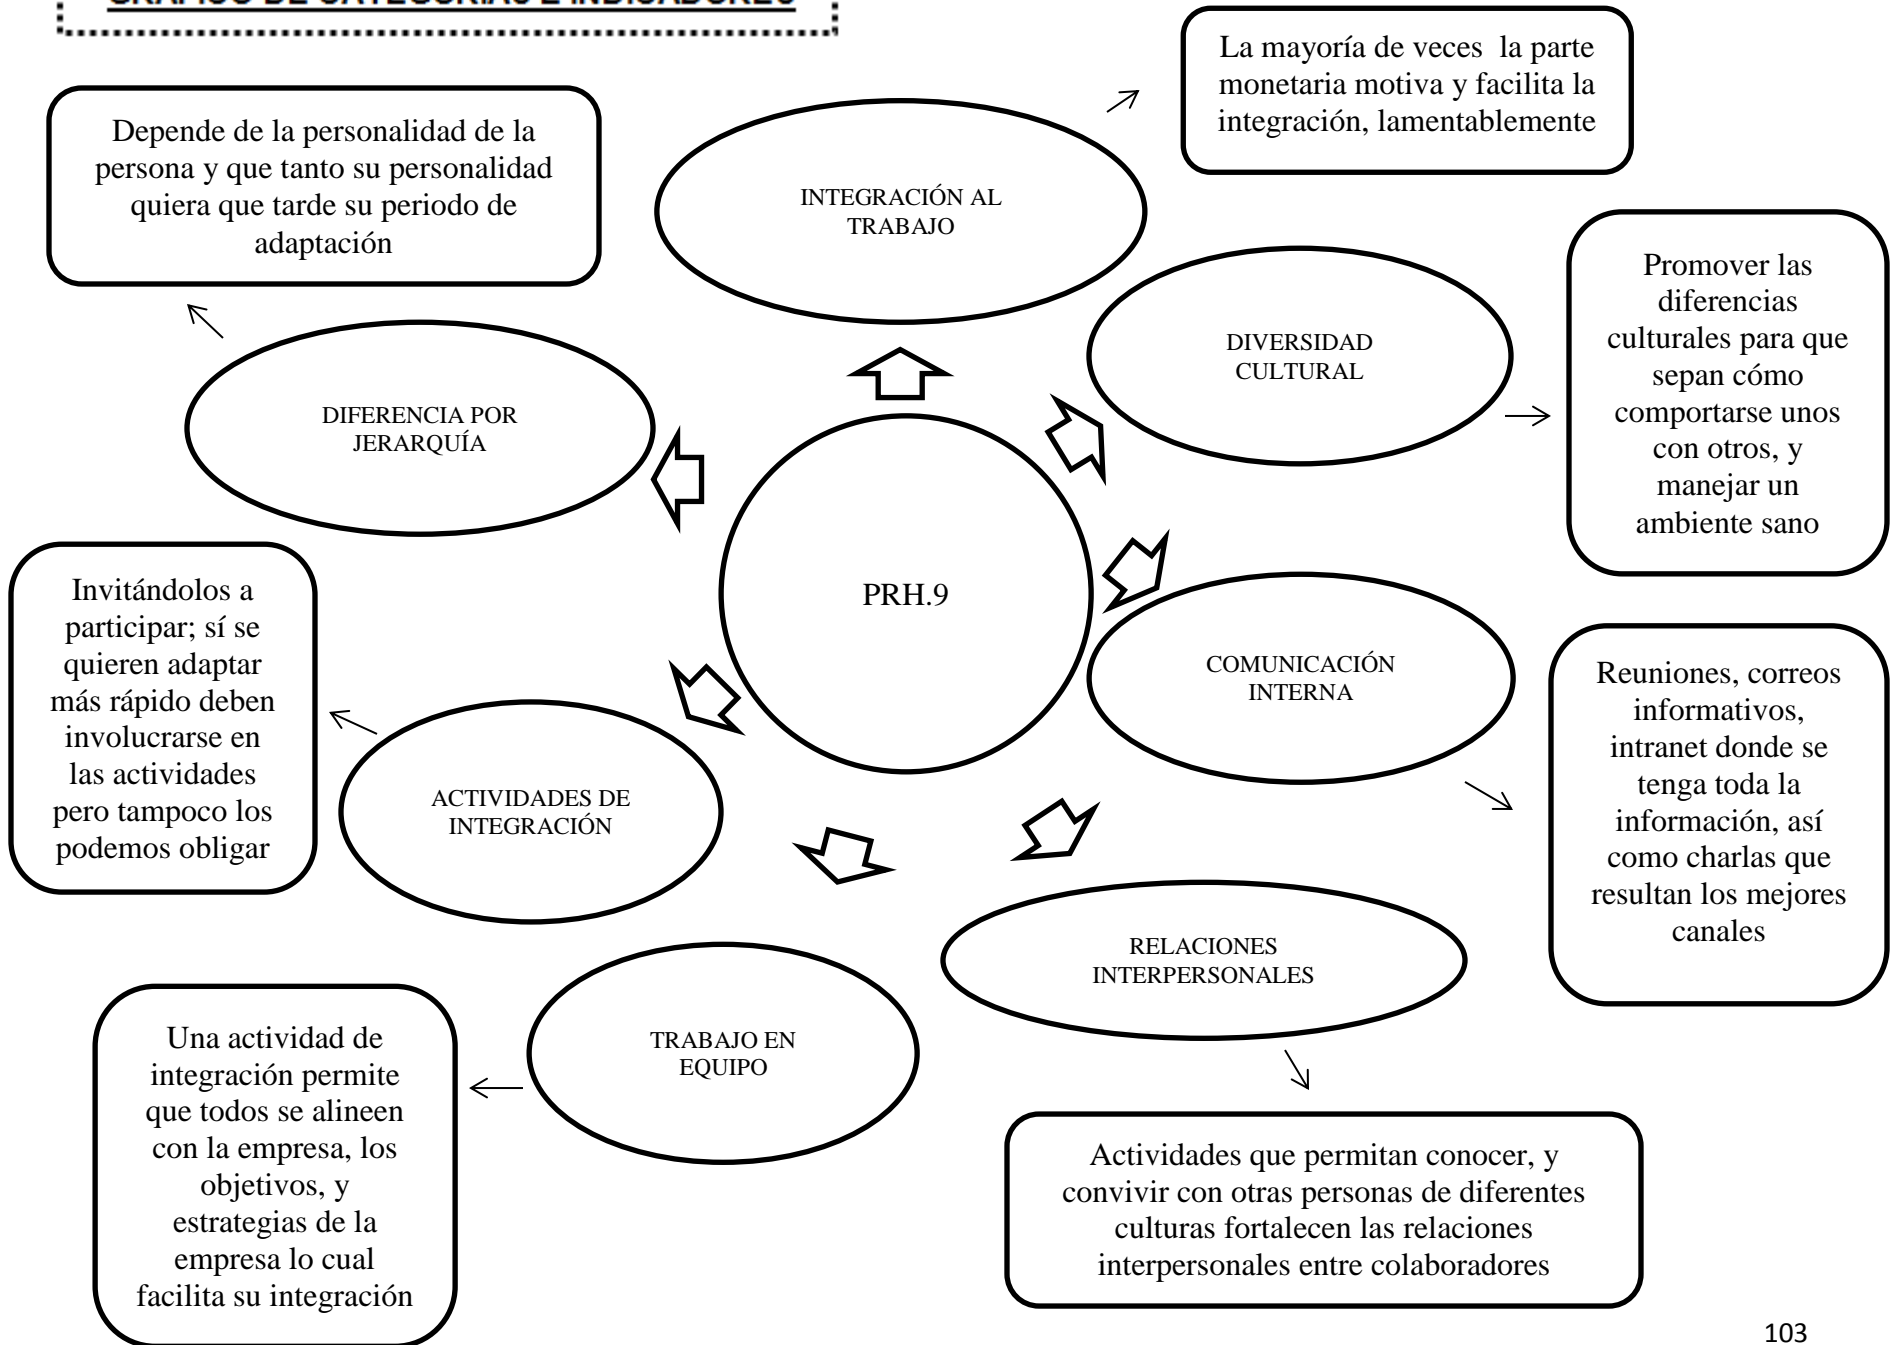 GRÁFICO DE CATEGORÍAS E INDICADORES
La mayoría de veces  la parte
monetaria motiva y facilita la
integración, lamentablemente
Depende de la personalidad de la
persona y que tanto su personalidad
quiera que tarde su periodo de
adaptación
INTEGRACIÓN AL
TRABAJO
Promover las
diferencias
culturales para que
sepan cómo
comportarse unos
con otros, y
manejar un
ambiente sano
DIVERSIDAD
CULTURAL
DIFERENCIA POR
JERARQUÍA
PRH.9
Invitándolos a
participar; sí se
quieren adaptar
más rápido deben
involucrarse en
las actividades
pero tampoco los
podemos obligar
COMUNICACIÓN
INTERNA
Reuniones, correos
informativos,
intranet donde se
tenga toda la
información, así
como charlas que
resultan los mejores
canales
ACTIVIDADES DE
INTEGRACIÓN
RELACIONES
INTERPERSONALES
TRABAJO EN
EQUIPO
Una actividad de
integración permite
que todos se alineen
con la empresa, los
objetivos, y
estrategias de la
empresa lo cual
facilita su integración
Actividades que permitan conocer, y
convivir con otras personas de diferentes
culturas fortalecen las relaciones
interpersonales entre colaboradores
103